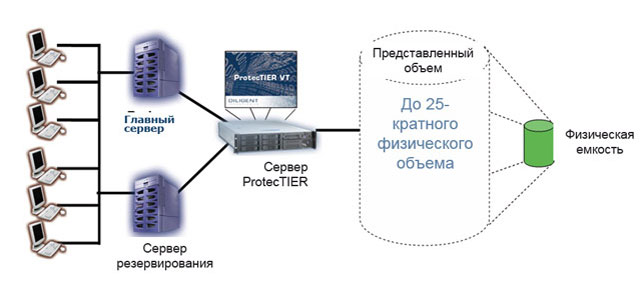 Главный
сервер
Сервер
резервирования
ProtecTIER VT
DILIGENT
Сервер
ProtecTIER
Представленный
объем
До 25-
кратного
физического
объема
Физическая
емкость